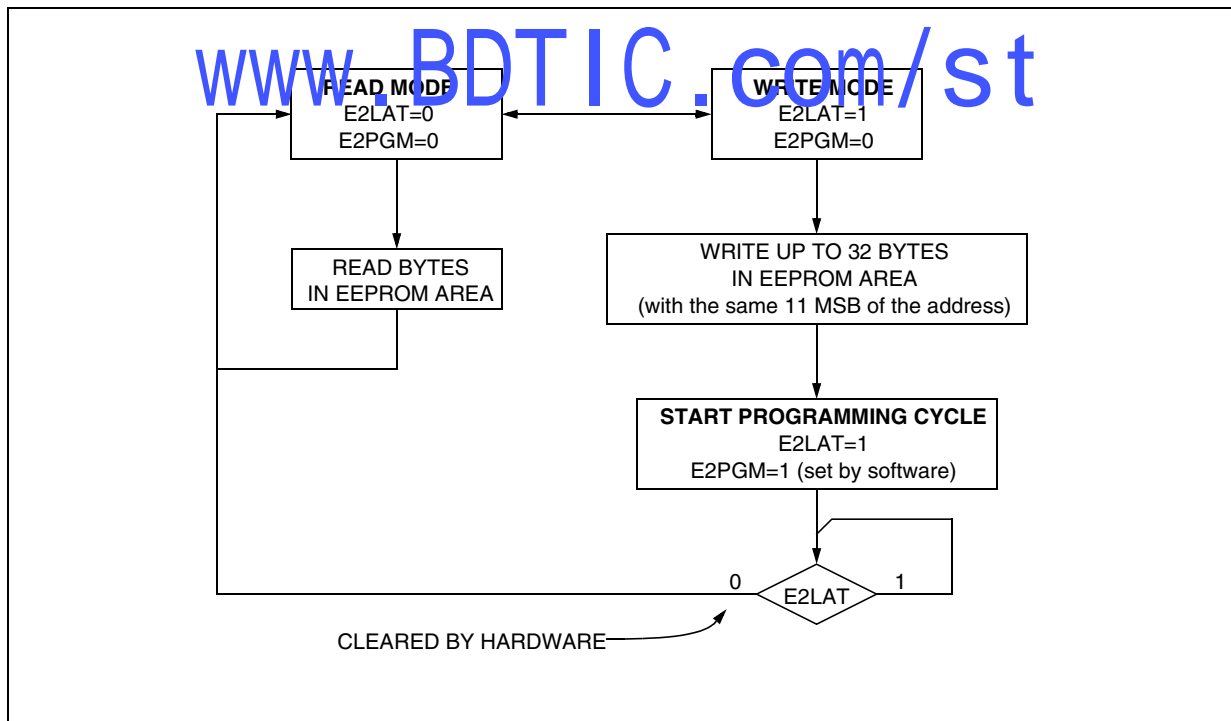 www.BDTIC.com/st
READ MODE
E2LAT=0
E2PGM=0
WRITE MODE
E2LAT=1
E2PGM=0
READ BYTES
IN EEPROM AREA
WRITE UP TO 32 BYTES
IN EEPROM AREA
(with the same 11 MSB of the address)
START PROGRAMMING CYCLE
E2LAT=1
E2PGM=1 (set by software)
0
E2LAT
1
CLEARED BY HARDWARE